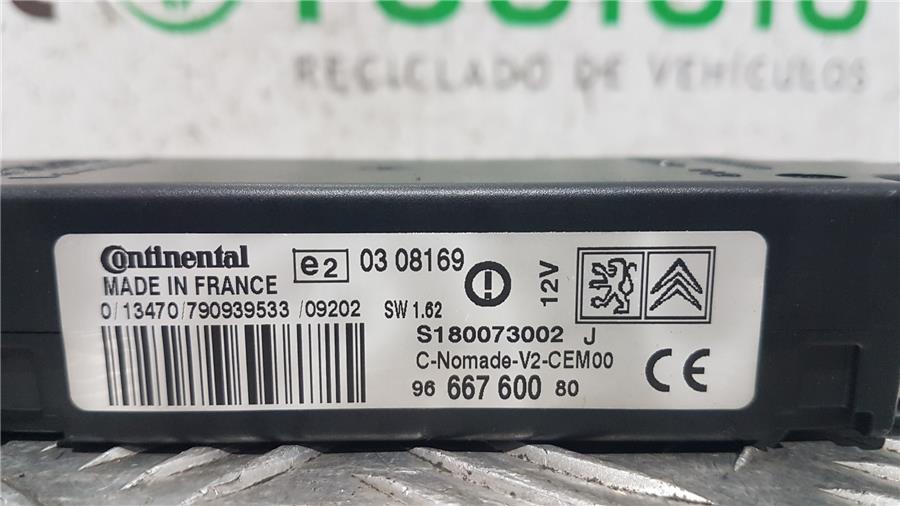 RECICLADO DE VEHÍCULOS
Continental
MADE IN FRANCE
0/13470/790939533 /09202
e2
03 08169
SW 1.62
12V
S180073002 J
C-Nomade-V2-CEM00
96 667 600 80
CE